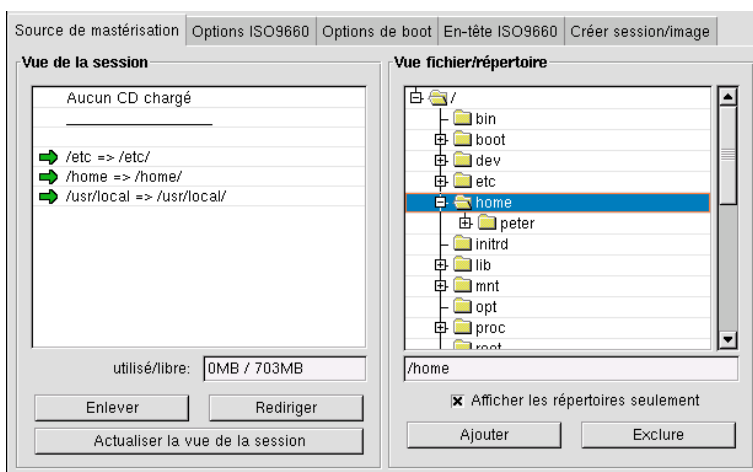 Source de mastérisation Options ISO9660 Options de boot En-tête ISO9660 Créer session/image
Vue de la session
Aucun CD chargé
/etc => /etc/
/home => /home/
/usr/local => /usr/local/
utilisé/libre: 0MB / 703MB
Enlever Rediriger
Actualiser la vue de la session
Vue fichier/répertoire
/
bin
boot
dev
etc
home
peter
initrd
lib
mnt
opt
proc
root
/home
Afficher les répertoires seulement
Ajouter Exclure